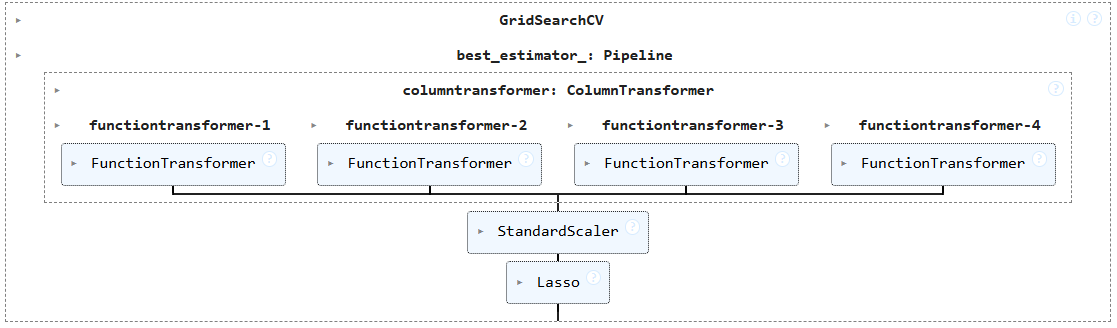 GridSearchCV
best_estimator_: Pipeline
columntransformer: ColumnTransformer
functiontransformer-1 functiontransformer-2 functiontransformer-3 functiontransformer-4
FunctionTransformer ? FunctionTransformer ? FunctionTransformer ? FunctionTransformer ?
StandardScaler ?
Lasso ?